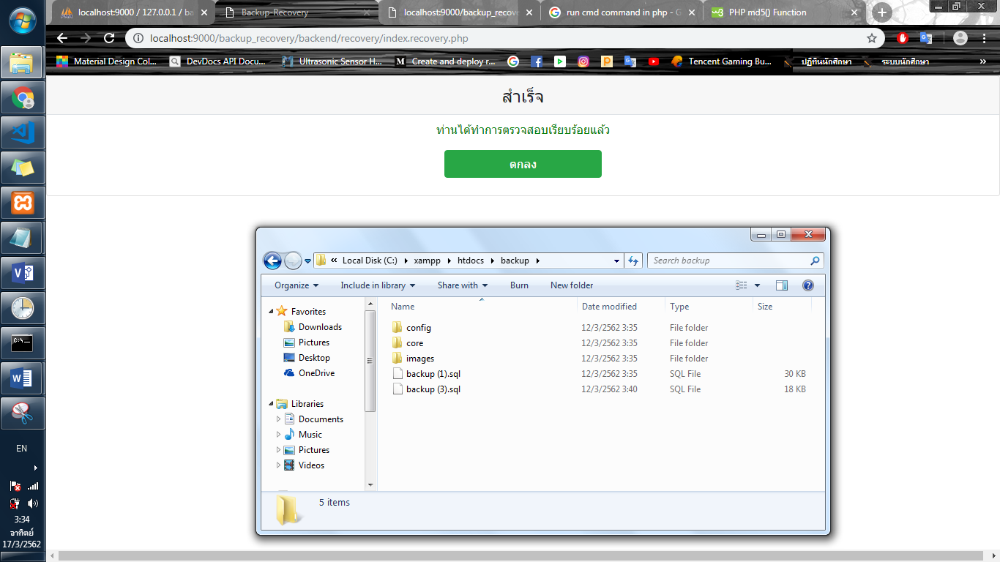 localhost:9000 / 127.0.0.1 / ba
Backup-Recovery
localhost:9000/backup_recove
run cmd command in php - G
PHP md5() Function
localhost:9000/backup_recovery/backend/recovery/index.recovery.php
Material Design Col...
DevDocs API Docu...
Ultrasonic Sensor H...
Create and deploy r...
Tencent Gaming Bu...
ปฏิทินนักศึกษา
ระบบนักศึกษา
»
สำเร็จ
ท่านได้ทำการตรวจสอบเรียบร้อยแล้ว
ตกลง
« Local Disk (C:) xampp htdocs backup
Search backup
Organize Include in library Share with Burn New folder
Favorites
Downloads
Pictures
Desktop
OneDrive
Libraries
Documents
Music
Pictures
Videos
Name Date modified Type Size
config 12/3/2562 3:35 File folder
core 12/3/2562 3:35 File folder
images 12/3/2562 3:35 File folder
backup (1).sql 12/3/2562 3:35 SQL File 30 KB
backup (3).sql 12/3/2562 3:40 SQL File 18 KB
5 items
EN
3:34
อาทิตย์
17/3/2562